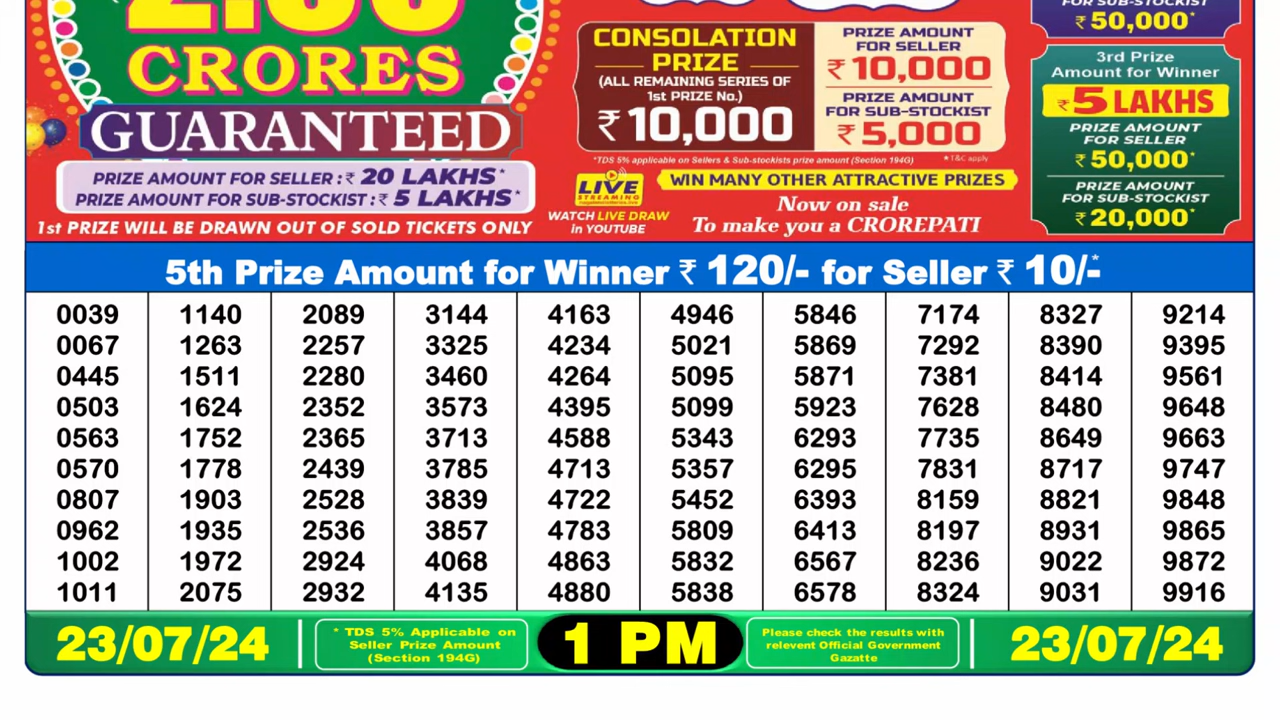 CRORES
GUARANTEED
PRIZE AMOUNT FOR SELLER :₹ 20 LAKHS*
PRIZE AMOUNT FOR SUB-STOCKIST :₹ 5 LAKHS*
1st PRIZE WILL BE DRAWN OUT OF SOLD TICKETS ONLY
CONSOLATION
PRIZE
(ALL REMAINING SERIES OF
1st PRIZE No.)
₹ 10,000
PRIZE AMOUNT
FOR SELLER
₹ 10,000
PRIZE AMOUNT
FOR SUB-STOCKIST
₹ 5,000
*TDS 5% applicable on Sellers & Sub-stockists prize amount (Section 194G)
★T&C apply
LIVE
STREAMING
WATCH LIVE DRAW
in YOUTUBE
WIN MANY OTHER ATTRACTIVE PRIZES
Now on sale
To make you a CROREPATI
FOR SUB-STOCKIST
₹ 50,000*
3rd Prize
Amount for Winner
₹ 5 LAKHS
PRIZE AMOUNT
FOR SELLER
₹ 50,000*
PRIZE AMOUNT
FOR SUB-STOCKIST
₹ 20,000*
5th Prize Amount for Winner ₹ 120/- for Seller ₹ 10/-*
0039 1140 2089 3144 4163 4946 5846 7174 8327 9214
0067 1263 2257 3325 4234 5021 5869 7292 8390 9395
0445 1511 2280 3460 4264 5095 5871 7381 8414 9561
0503 1624 2352 3573 4395 5099 5923 7628 8480 9648
0563 1752 2365 3713 4588 5343 6293 7735 8649 9663
0570 1778 2439 3785 4713 5357 6295 7831 8717 9747
0807 1903 2528 3839 4722 5452 6393 8159 8821 9848
0962 1935 2536 3857 4783 5809 6413 8197 8931 9865
1002 1972 2924 4068 4863 5832 6567 8236 9022 9872
1011 2075 2932 4135 4880 5838 6578 8324 9031 9916
23/07/24
* TDS 5% Applicable on
Seller Prize Amount
(Section 194G)
1 PM
Please check the results with
relevent Official Government
Gazatte
23/07/24